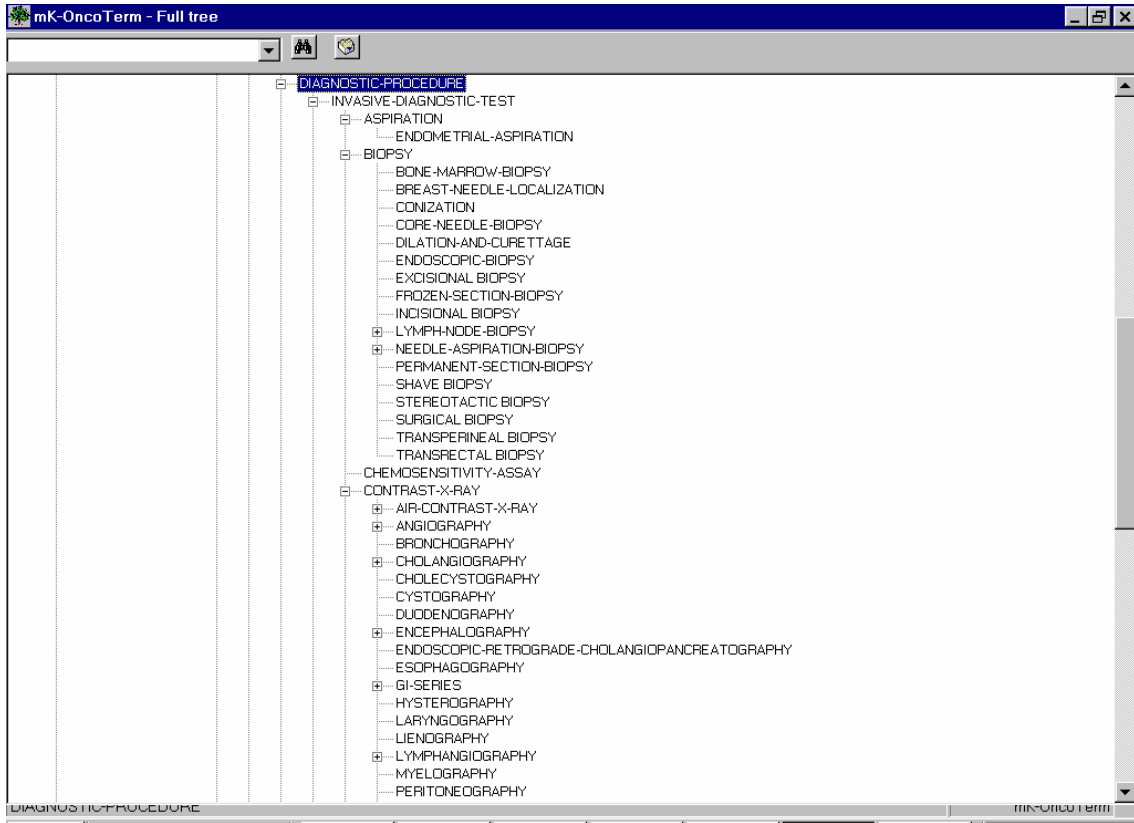 mK-OncoTerm - Full tree
DIAGNOSTIC-PROCEDURE
INVASIVE-DIAGNOSTIC-TEST
ASPIRATION
ENDOMETRIAL-ASPIRATION
BIOPSY
BONE-MARROW-BIOPSY
BREAST-NEEDLE-LOCALIZATION
CONIZATION
CORE-NEEDLE-BIOPSY
DILATION-AND-CURETTAGE
ENDOSCOPIC-BIOPSY
EXCISIONAL BIOPSY
FROZEN-SECTION-BIOPSY
INCISIONAL BIOPSY
LYMPH-NODE-BIOPSY
NEEDLE-ASPIRATION-BIOPSY
PERMANENT-SECTION-BIOPSY
SHAVE BIOPSY
STEREOTACTIC BIOPSY
SURGICAL BIOPSY
TRANSPERINEAL BIOPSY
TRANSRECTAL BIOPSY
CHEMOSENSITIVITY-ASSAY
CONTRAST-X-RAY
AIR-CONTRAST-X-RAY
ANGIOGRAPHY
BRONCHOGRAPHY
CHOLANGIOGRAPHY
CHOLECYSTOGRAPHY
CYSTOGRAPHY
DUODENOGRAPHY
ENCEPHALOGRAPHY
ENDOSCOPIC-RETROGRADE-CHOLANGIOPANCREATOGRAPHY
ESOPHAGOGRAPHY
GI-SERIES
HYSTEROGRAPHY
LARYNGOGRAPHY
LIENOGRAPHY
LYMPHANGIOGRAPHY
MYELOGRAPHY
PERITONEOGRAPHY
DIAGNOSTIC-PROCEDURE mK-OncoTerm